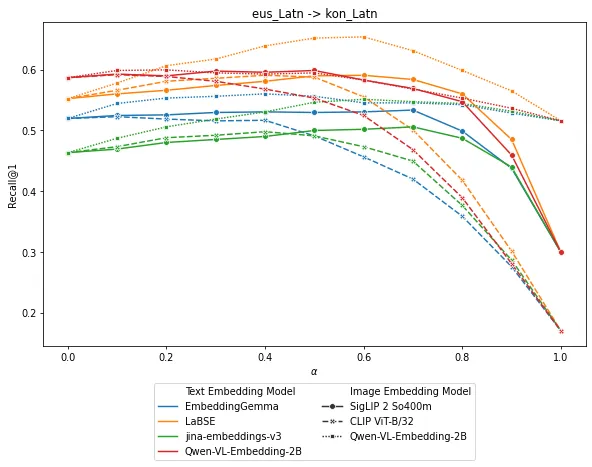 eus_Latn -> kon_Latn
Recall@1
0.6
0.5
0.4
0.3
0.2
0.0 0.2 0.4 0.6 0.8 1.0
α
Text Embedding Model Image Embedding Model
EmbeddingGemma SigLIP 2 So400m
LaBSE CLIP ViT-B/32
jina-embeddings-v3 Qwen-VL-Embedding-2B
Qwen-VL-Embedding-2B